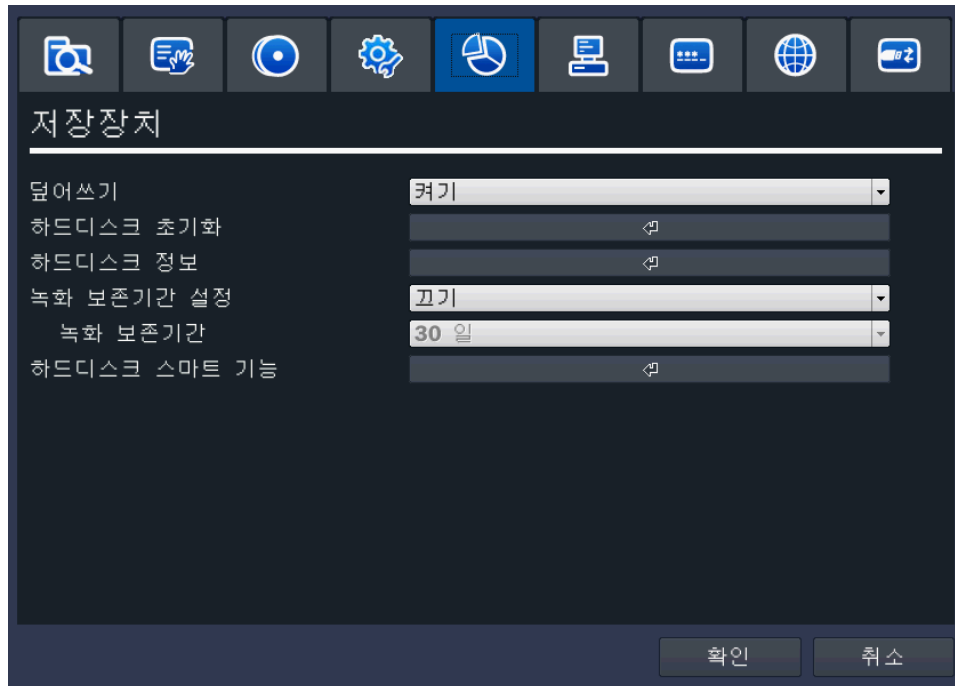 저장장치
덮어쓰기 켜기
하드디스크 초기화
하드디스크 정보
녹화 보존기간 설정 끄기
녹화 보존기간 30 일
하드디스크 스마트 기능
확인 취소